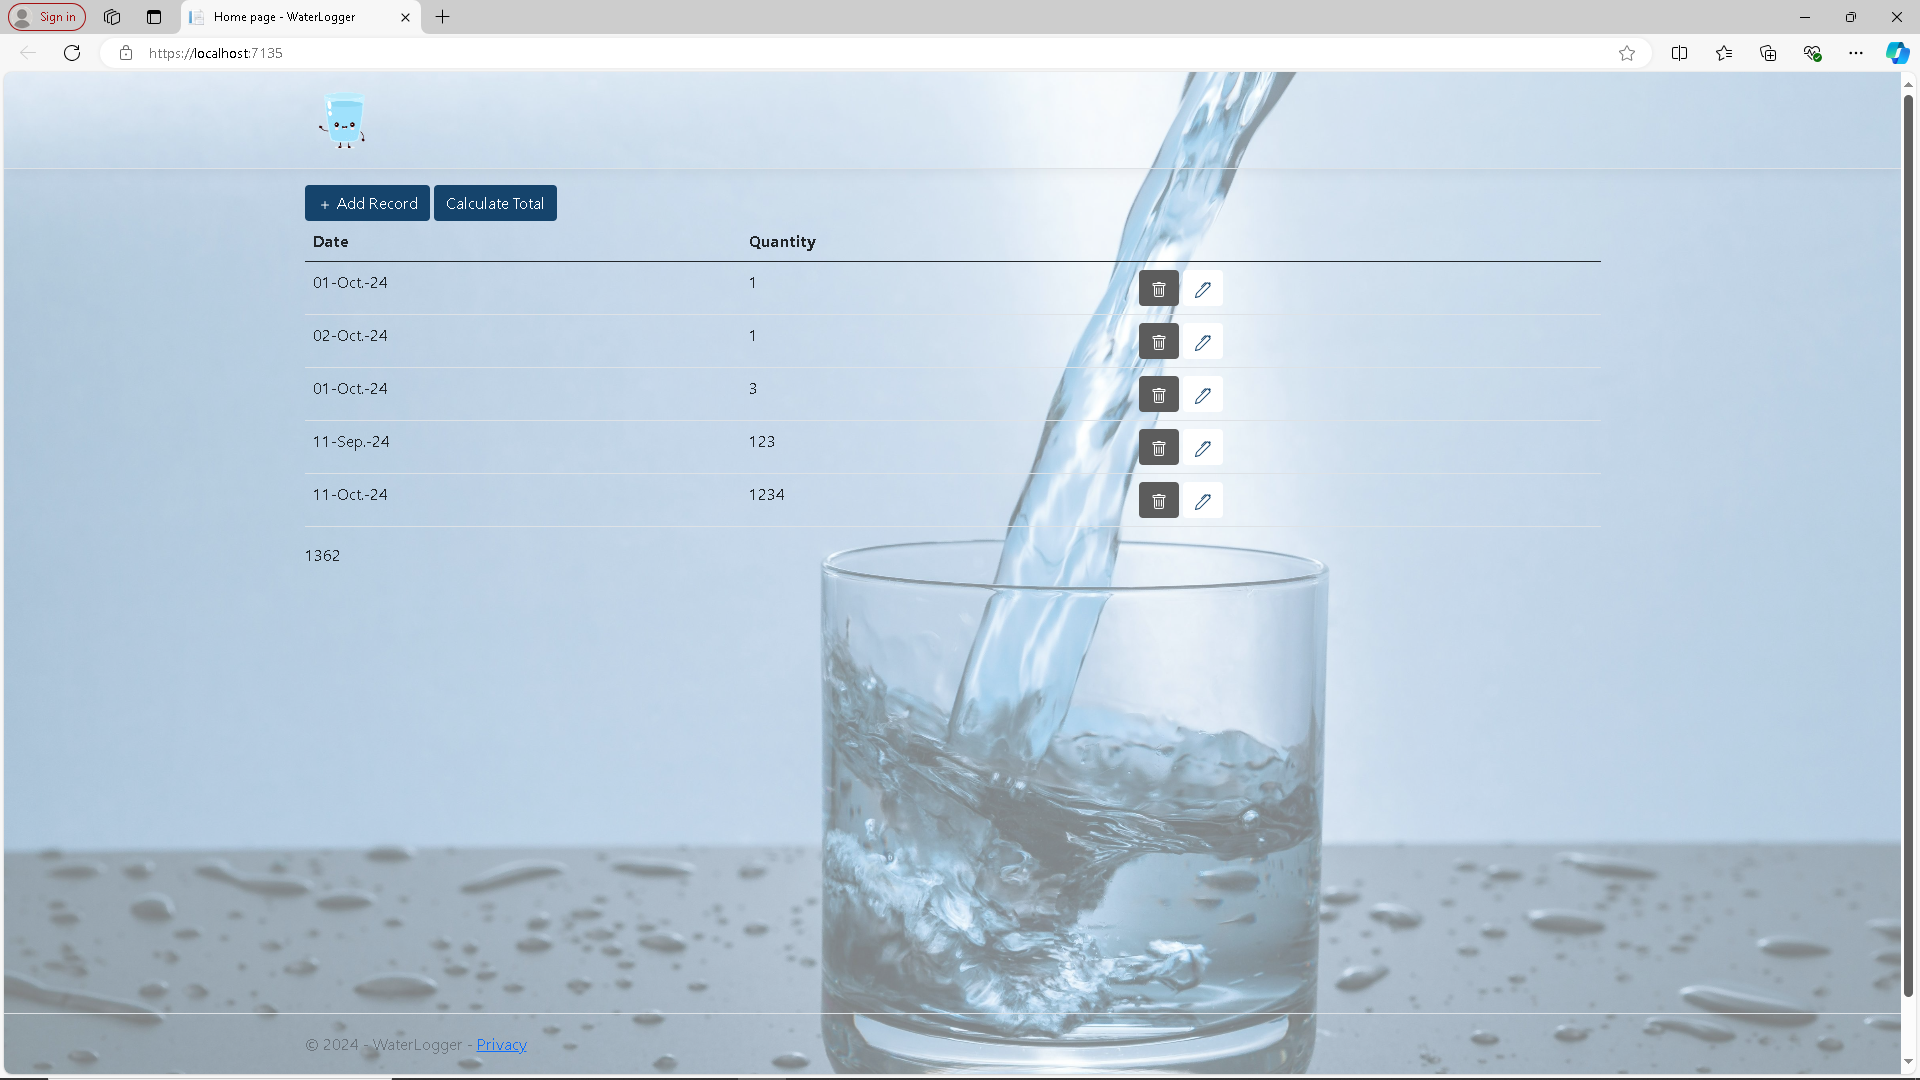 Sign in
Home page - WaterLogger
https://localhost:7135
+ Add Record Calculate Total
Date Quantity
01-Oct.-24 1
02-Oct.-24 1
01-Oct.-24 3
11-Sep.-24 123
11-Oct.-24 1234
1362
© 2024 - WaterLogger - Privacy